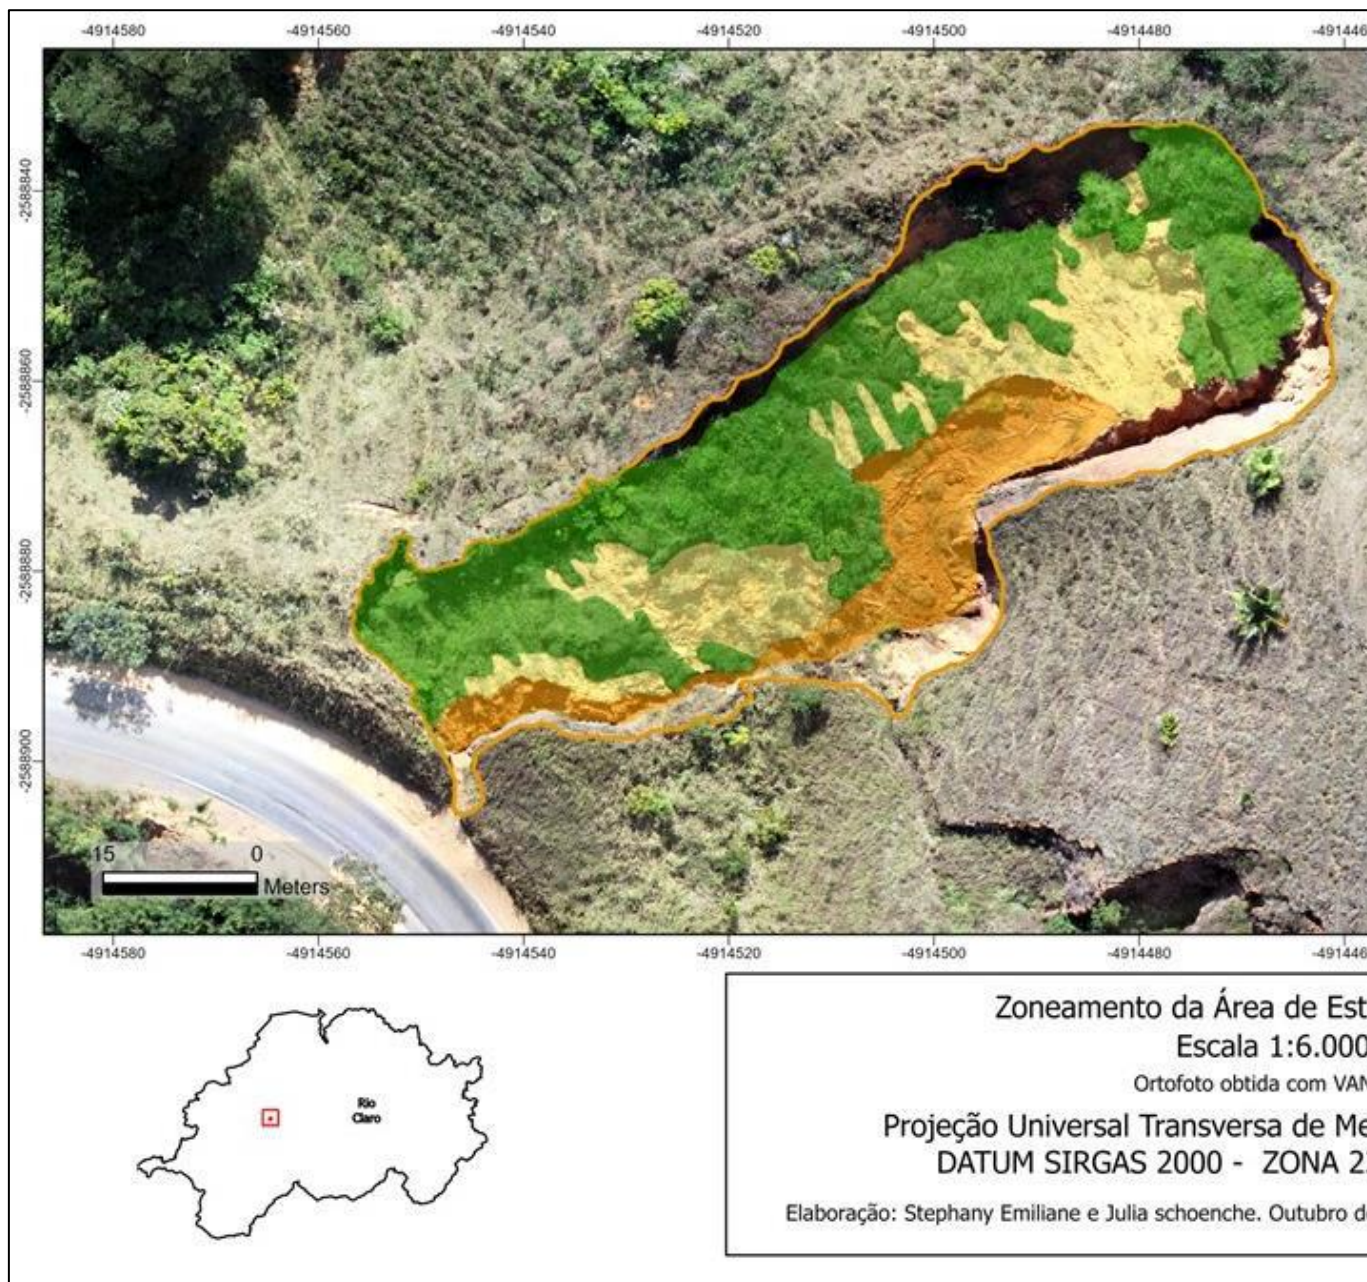 -4914580 -4914560 -4914540 -4914520 -4914500 -4914480 -491446
-2588840
-2588860
-2588880
-2588900
15 0
Meters
-4914580 -4914560 -4914540 -4914520 -4914500 -4914480 -491446
Rio
Claro
Zoneamento da Área de Est
Escala 1:6.000
Ortofoto obtida com VAN
Projeção Universal Transversa de Me
DATUM SIRGAS 2000 - ZONA 2
Elaboração: Stephany Emiliane e Julia schoenche. Outubro d